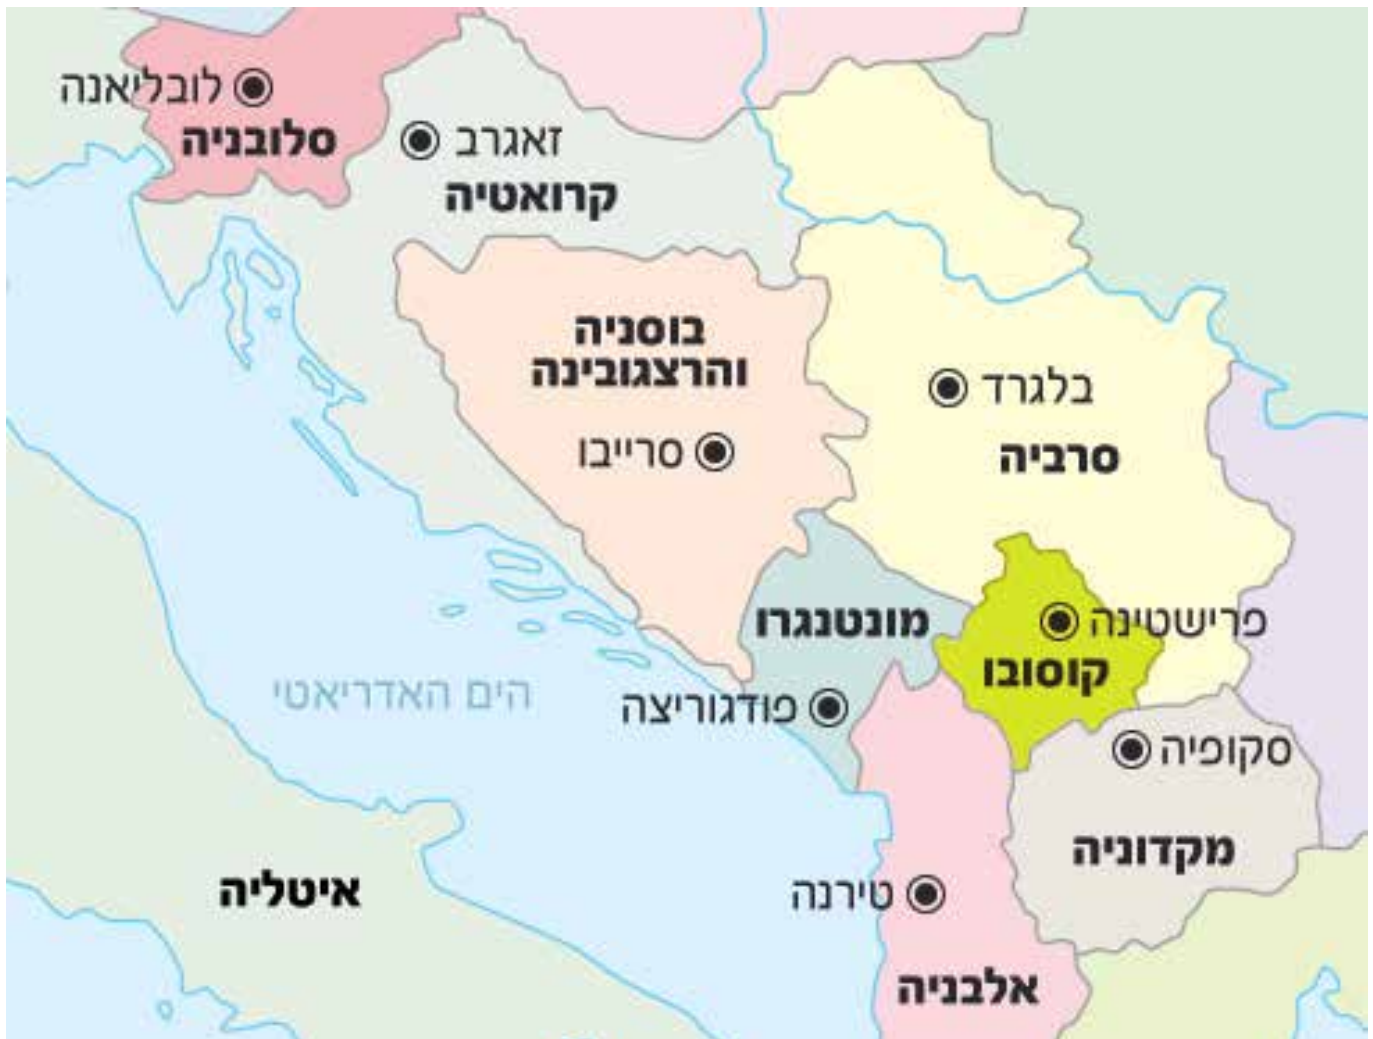 לובליאנה
סלובניה
זאגרב
קרואטיה
בוסניה
והרצגובינה
סרייבו
בלגרד
סרביה
מונטנגרו
פודגוריצה
פרישטינה
קוסובו
סקופיה
מקדוניה
הים האדריאטי
איטליה
טירנה
אלבניה